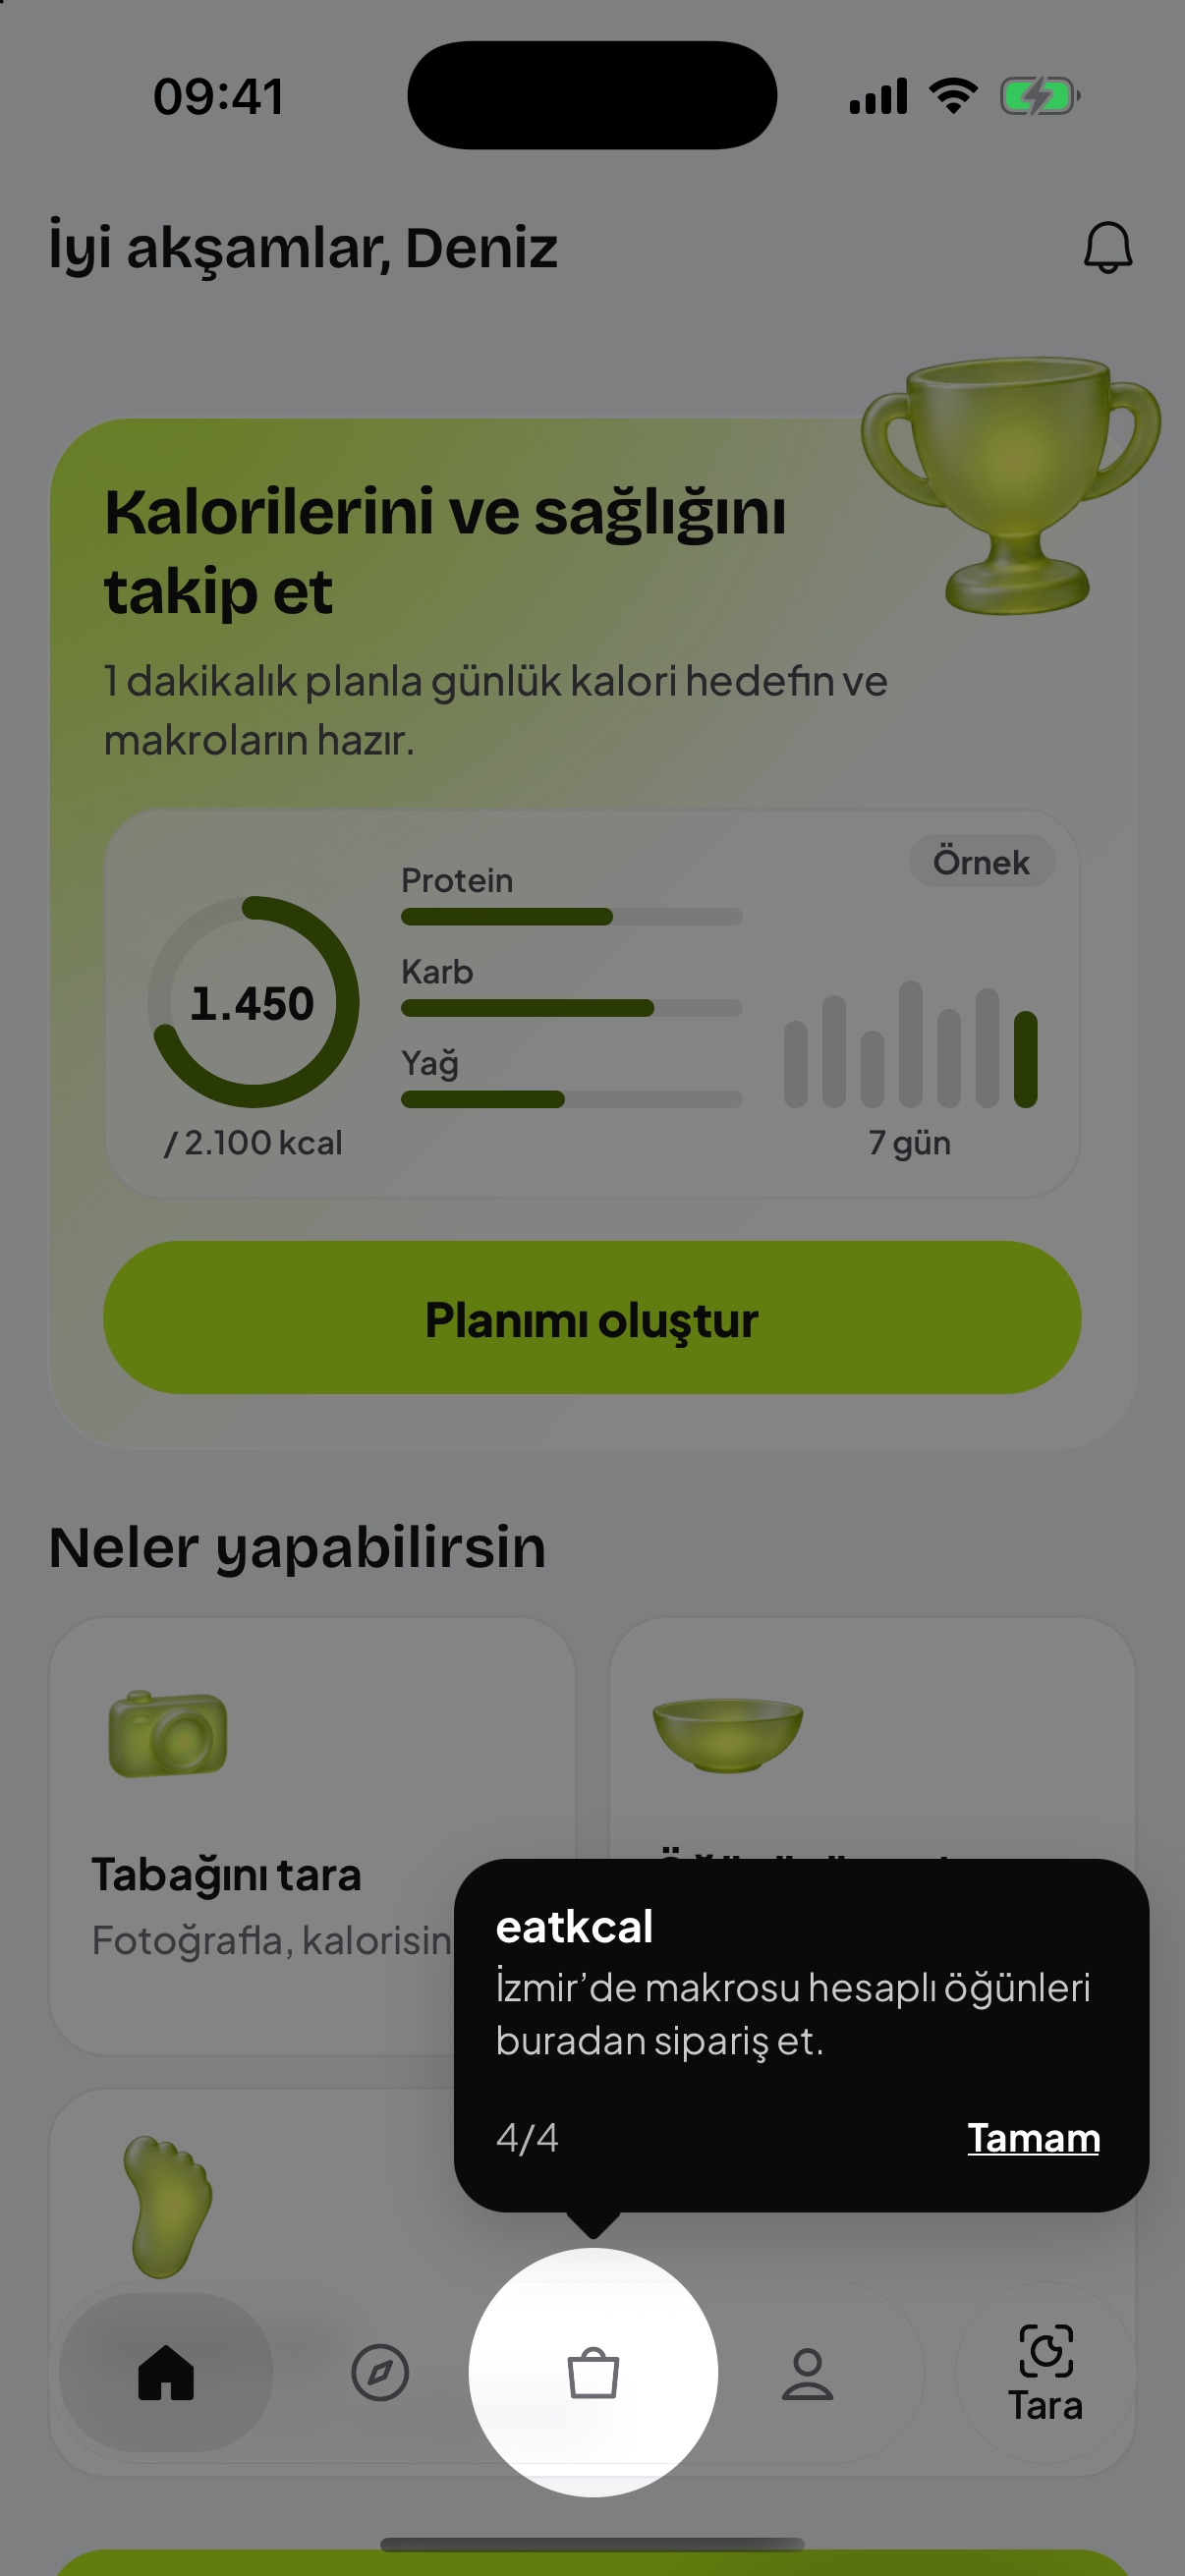 09:41
İyi akşamlar, Deniz
Kalorilerini ve sağlığını
takip et
1 dakikalık planla günlük kalori hedefin ve
makroların hazır.
Örnek
Protein
Karb
Yağ
1.450
/ 2.100 kcal
7 gün
Planımı oluştur
Neler yapabilirsin
Tabağını tara
Fotoğrafla, kalorisin
eatkcal
İzmir’de makrosu hesaplı öğünleri
buradan sipariş et.
4/4
Tamam
Tara